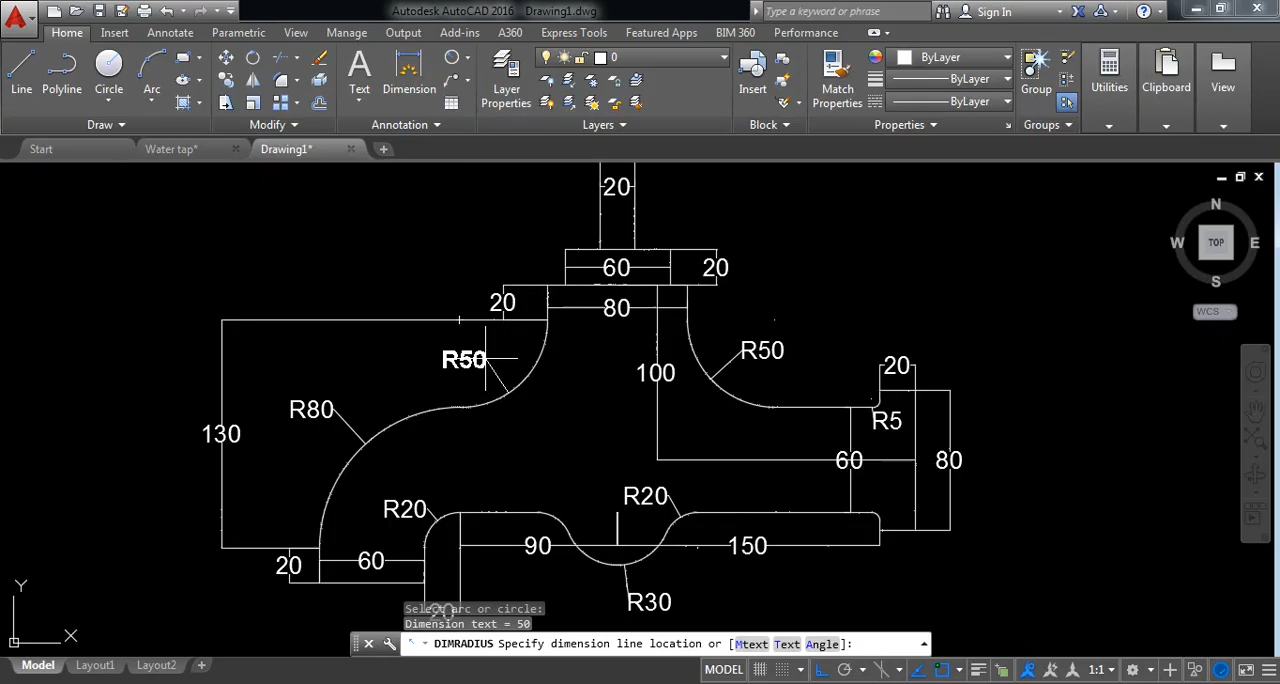 Autodesk AutoCAD 2016 Drawing1.dwg
Type a keyword or phrase
Sign In
Home Insert Annotate Parametric View Manage Output Add-ins A360 Express Tools Featured Apps BIM 360 Performance
Line Polyline Circle Arc
Text Dimension
Layer Properties
0
Insert
Match Properties
ByLayer
ByLayer
ByLayer
Group
Utilities
Clipboard
View
Draw Modify Annotation Layers Block Properties Groups
Start Water tap* Drawing1*
20
N
W TOP E
S
WCS
60 20
20 80
R50 R50
100
20
R80
R5
130
60 80
R20 R20
90 150
20 60
R30
20
Y
X
Select arc or circle:
Dimension text = 50
DIMRADIUS Specify dimension line location or [Mtext Text Angle]:
Model Layout1 Layout2
MODEL
1:1